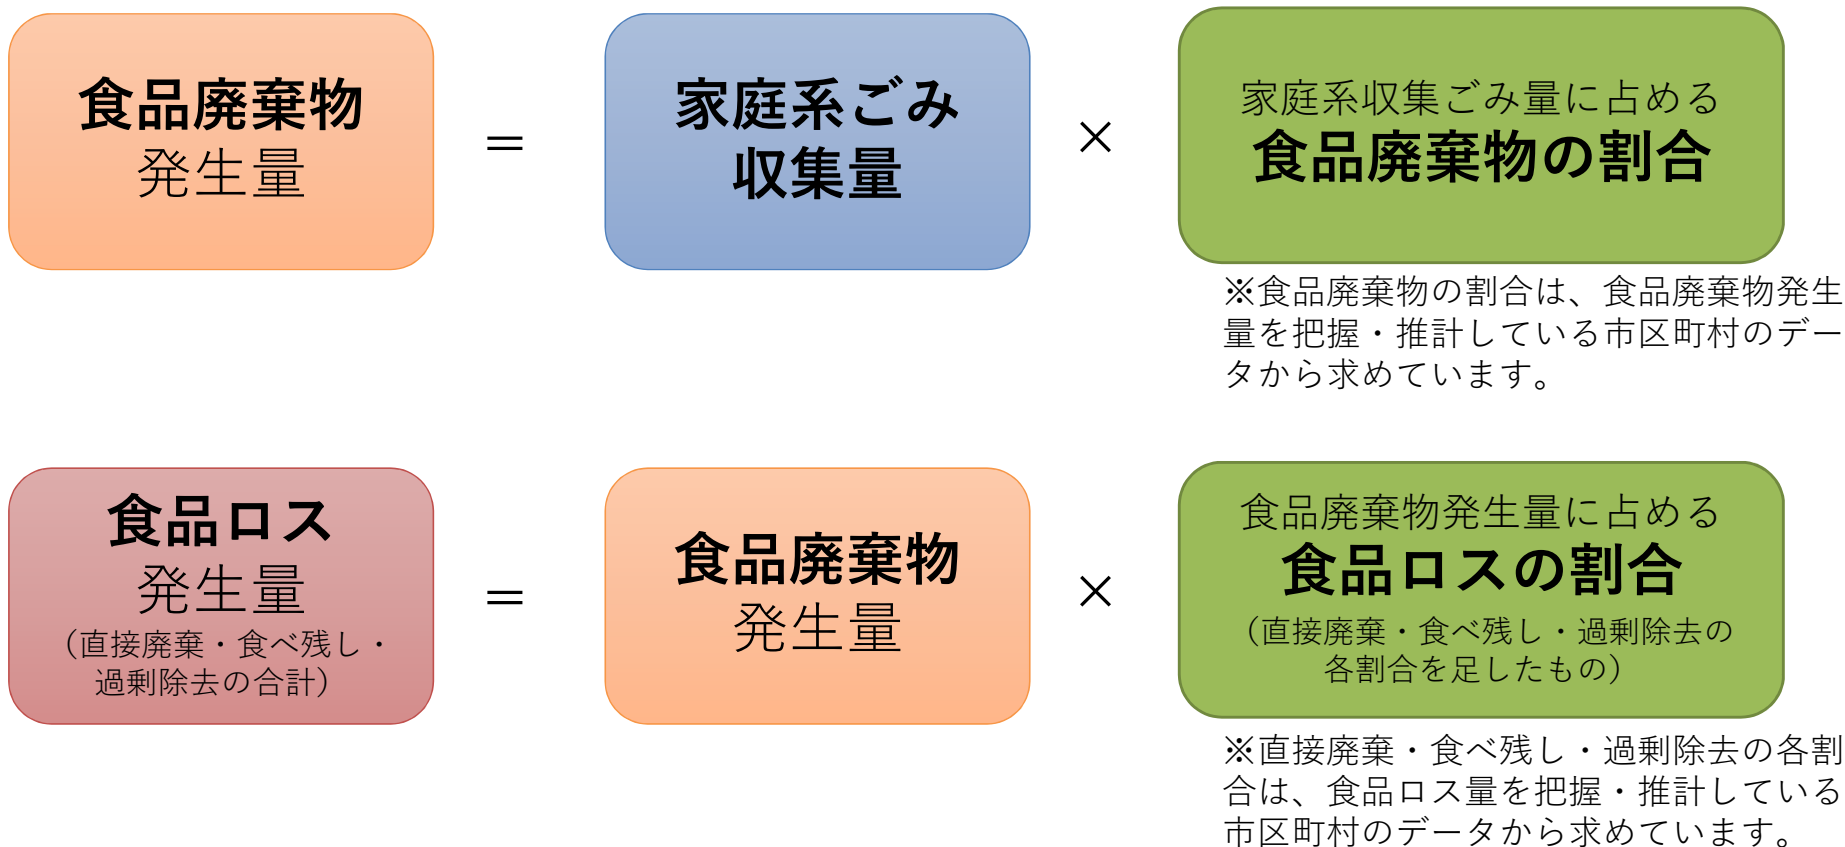 食品廃棄物
発生量
＝
家庭系ごみ
収集量
×
家庭系収集ごみ量に占める
食品廃棄物の割合
※食品廃棄物の割合は、食品廃棄物発生
量を把握・推計している市区町村のデー
タから求めています。
食品ロス
発生量
（直接廃棄・食べ残し・
過剰除去の合計）
＝
食品廃棄物
発生量
×
食品廃棄物発生量に占める
食品ロスの割合
（直接廃棄・食べ残し・過剰除去の
各割合を足したもの）
※直接廃棄・食べ残し・過剰除去の各割
合は、食品ロス量を把握・推計している
市区町村のデータから求めています。